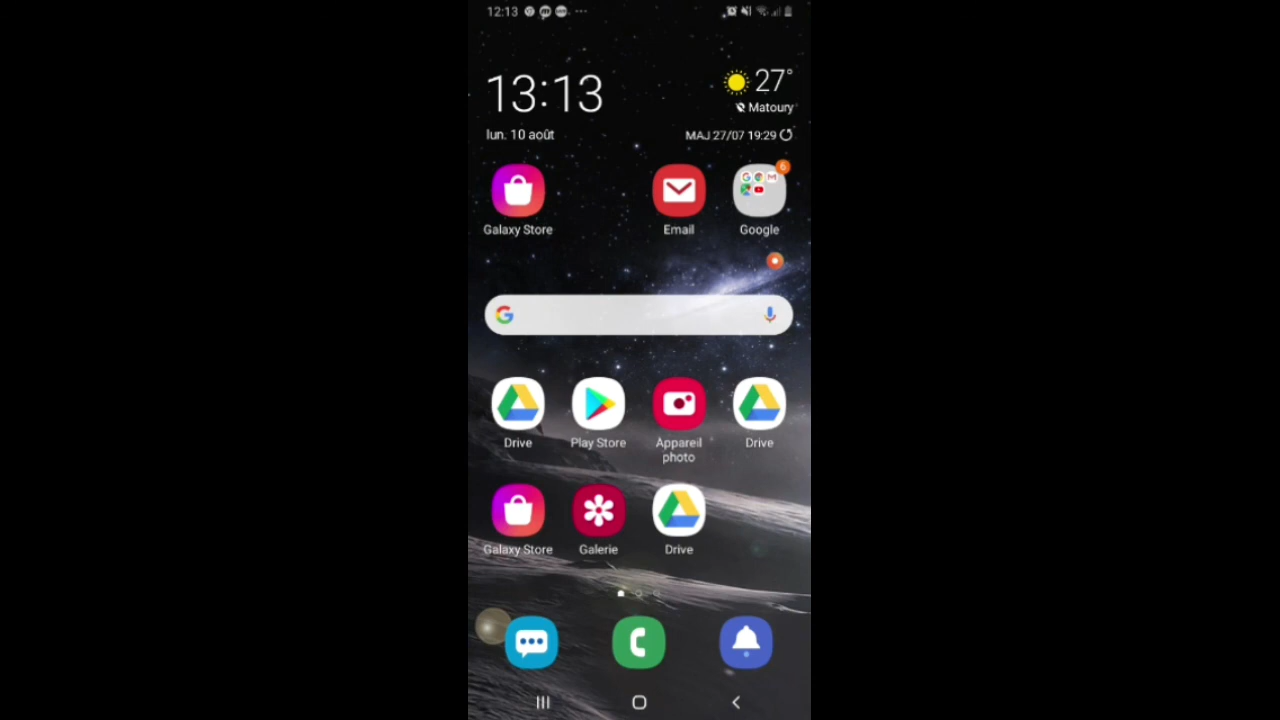 12:13
13:13
27°
Matoury
lun. 10 août
MAJ 27/07 19:29
6
Galaxy Store
Email
Google
Drive
Play Store
Appareil
photo
Drive
Galaxy Store
Galerie
Drive